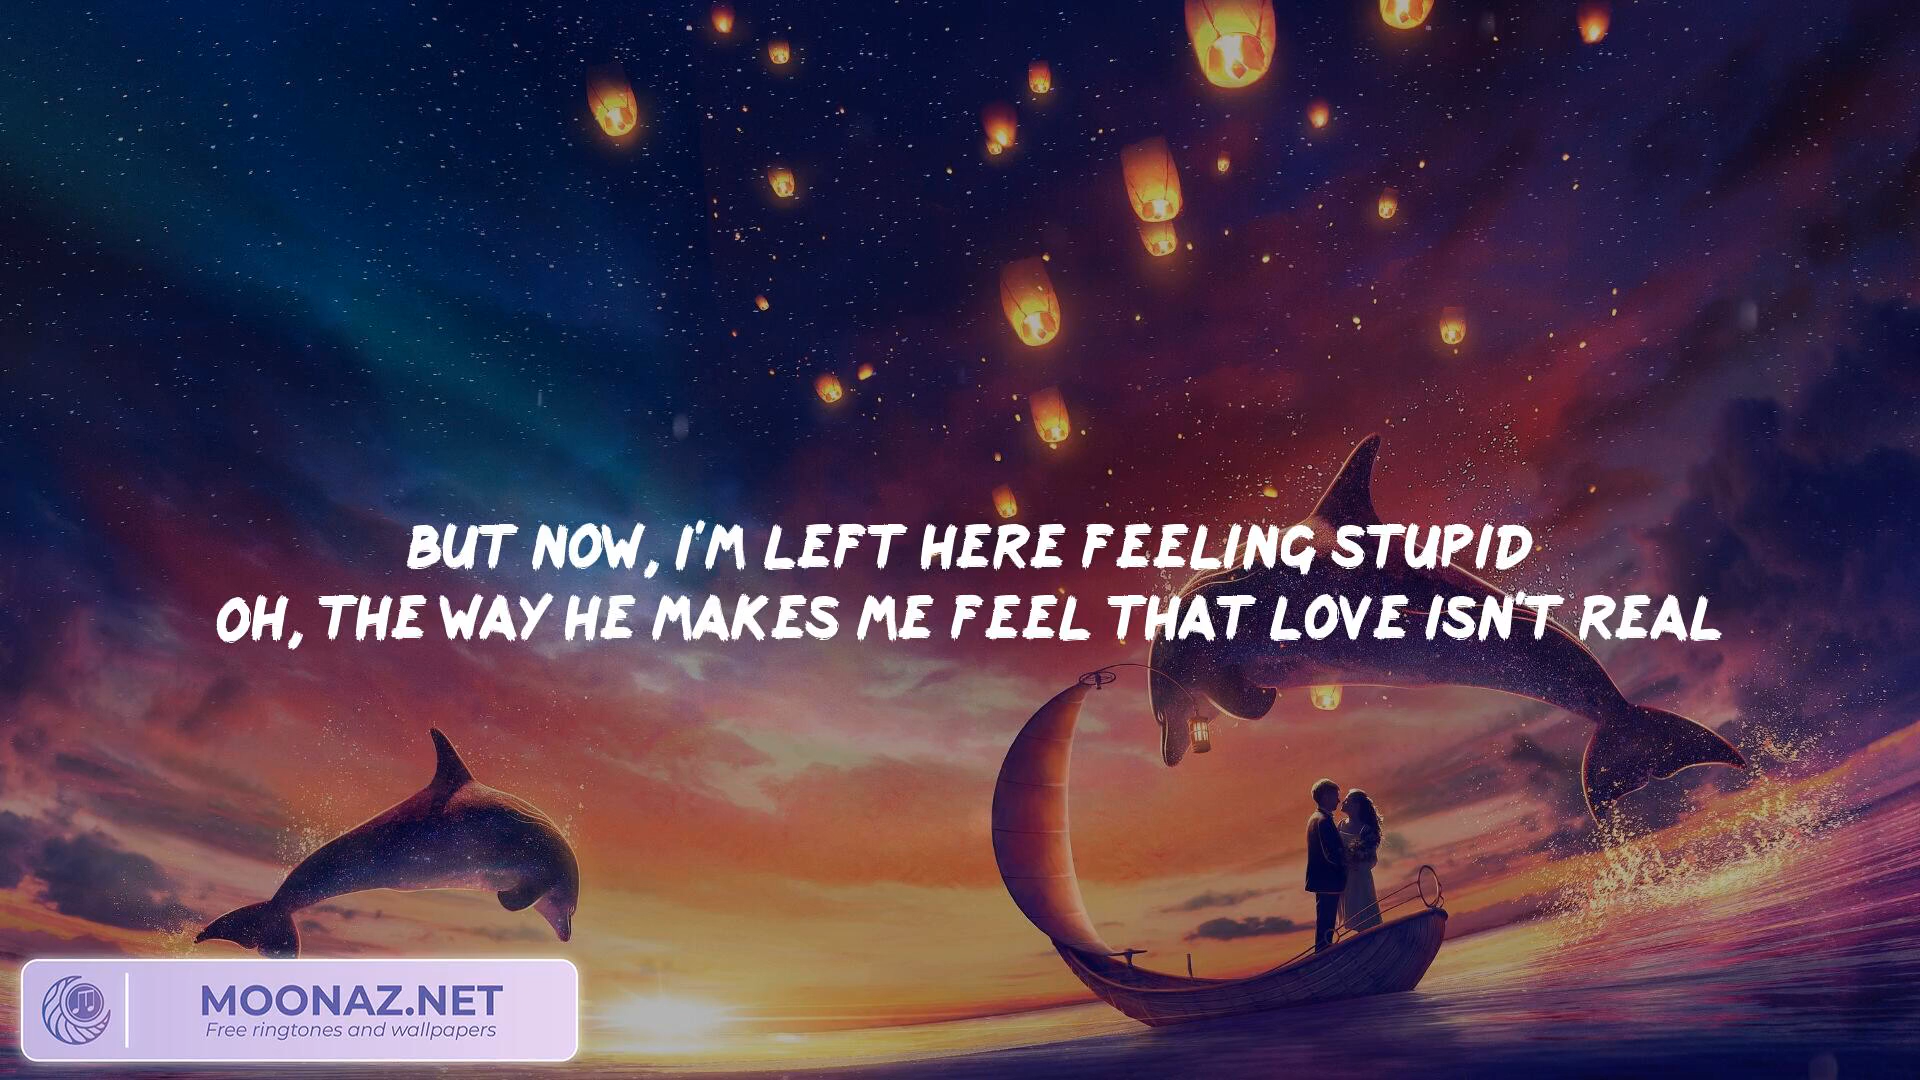 BUT NOW, I'M LEFT HERE FEELING STUPID
OH, THE WAY HE MAKES ME FEEL THAT LOVE ISN'T REAL
MOONAZ.NET
Free ringtones and wallpapers